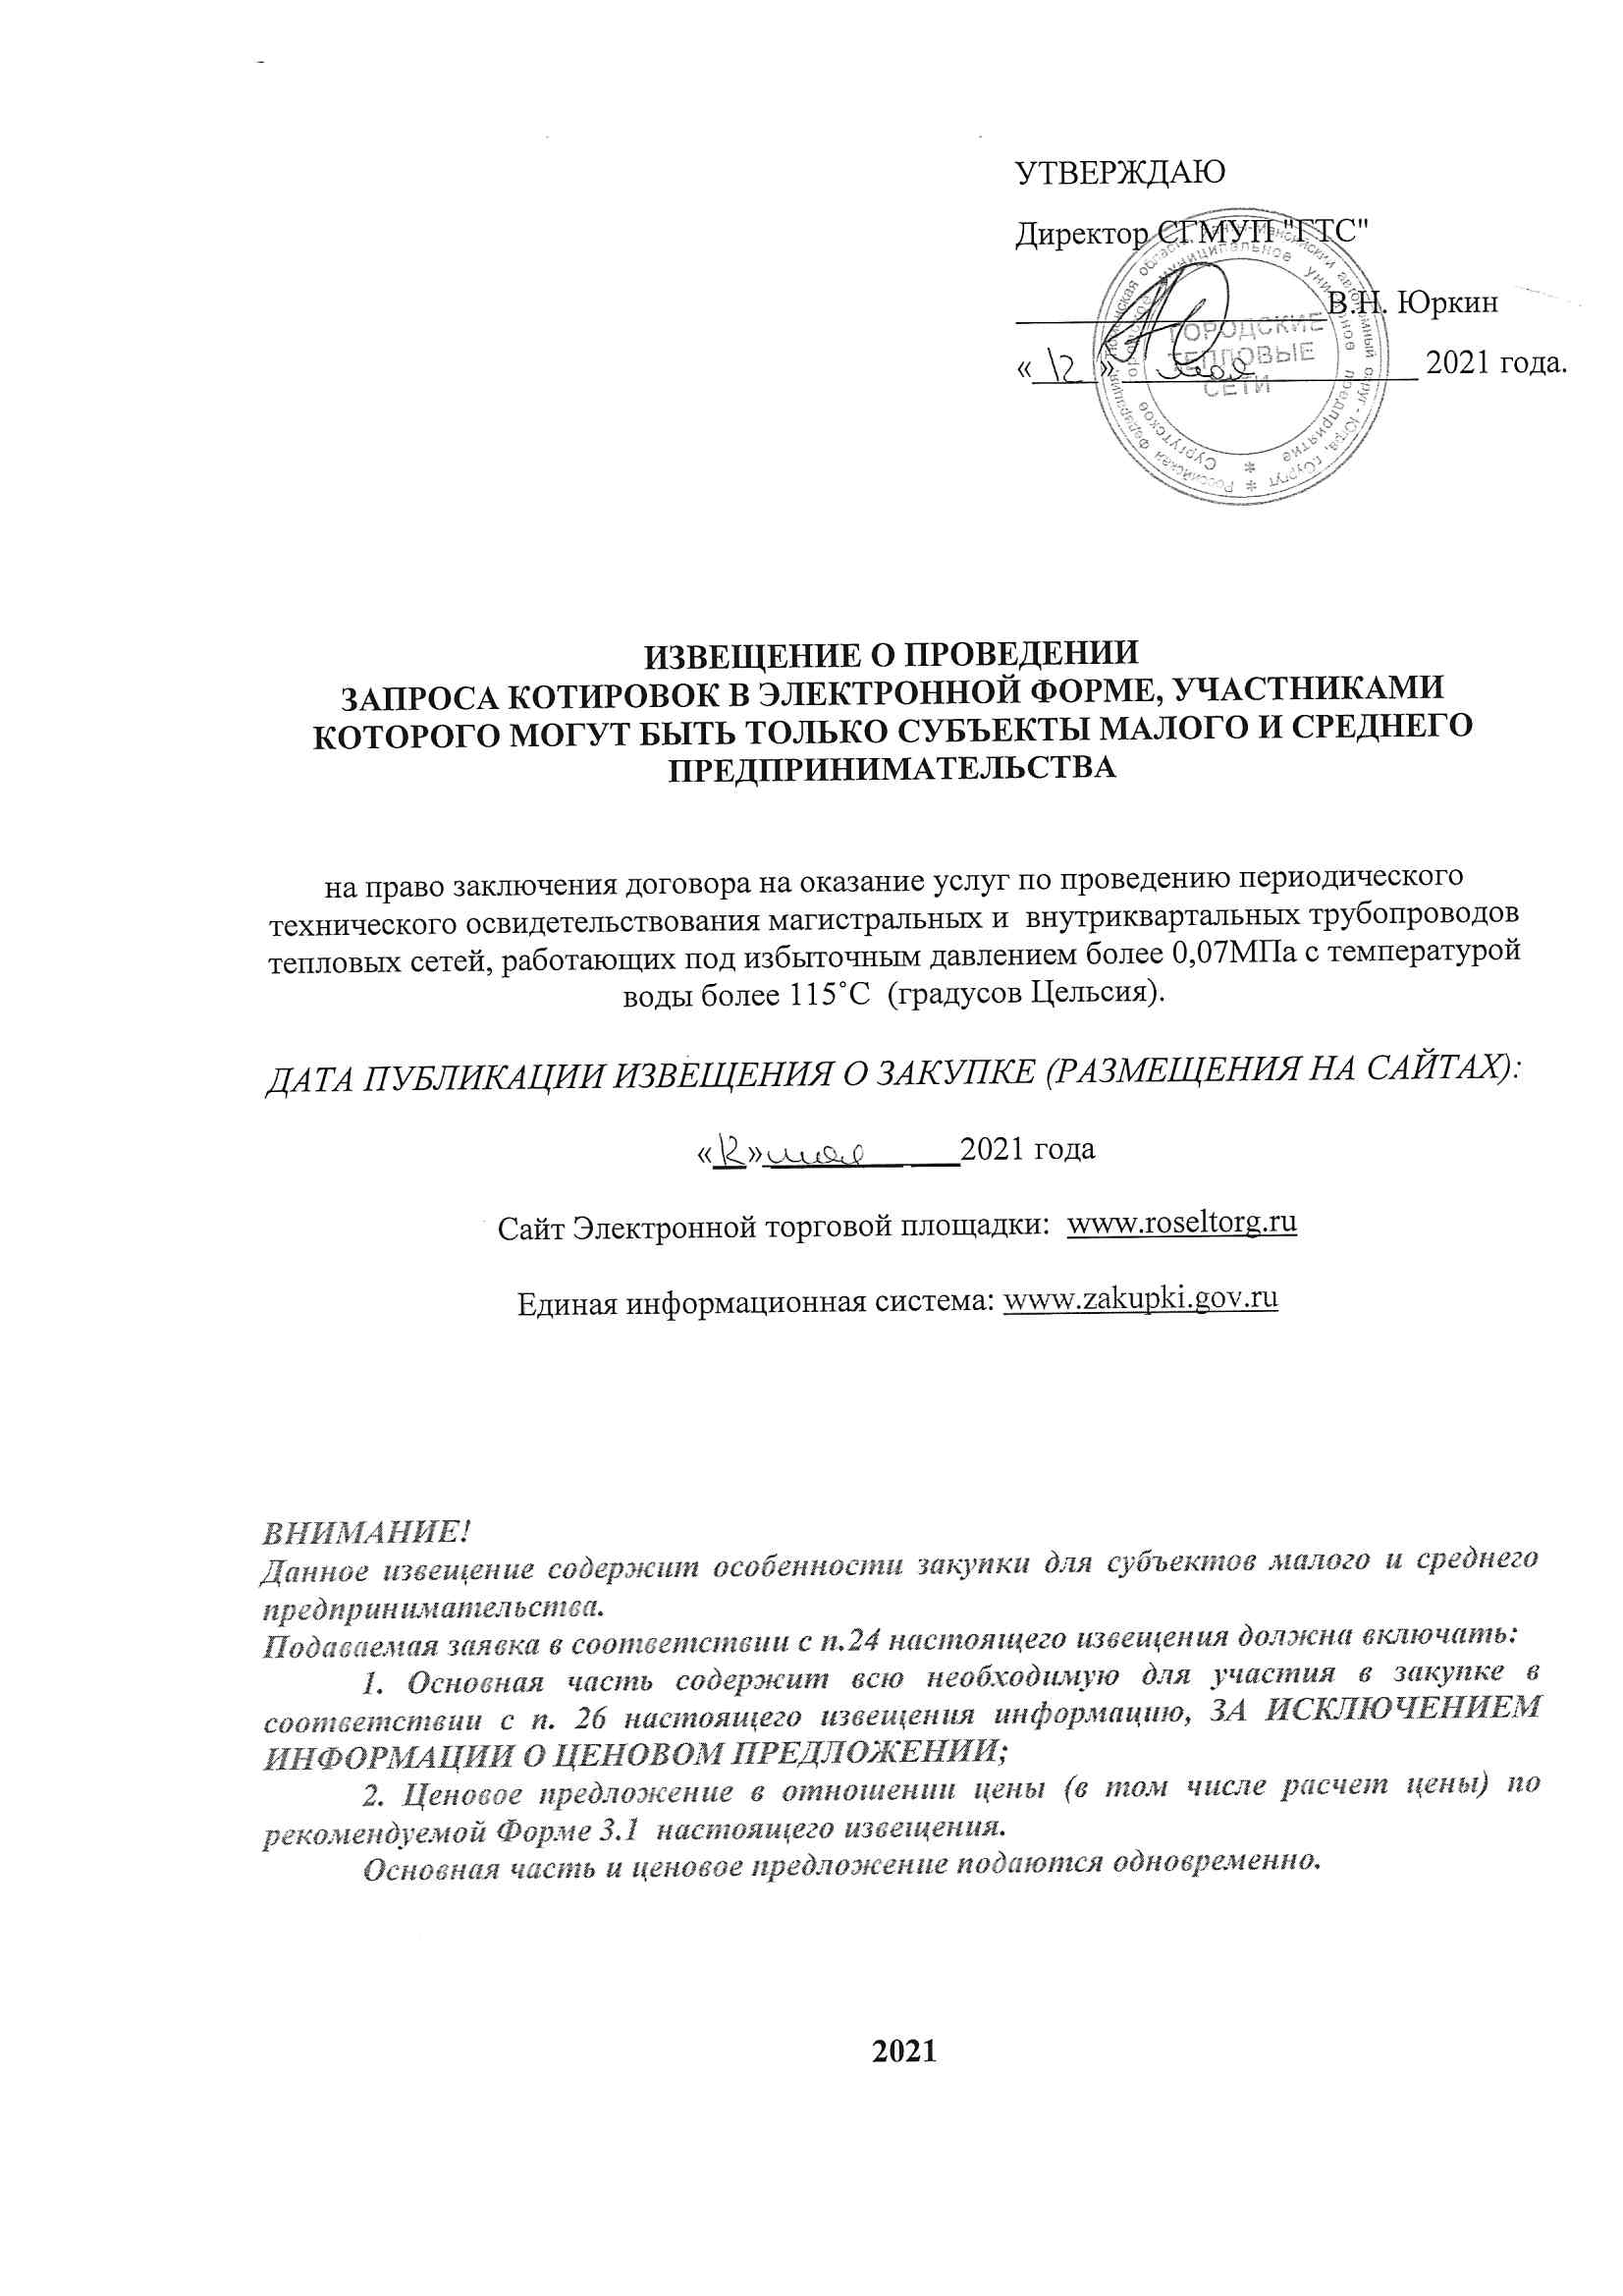 УТВЕРЖДАЮ
Директор СГМУП "ГТС"
В.Н. Юркин
«12» мая 2021 года.
ГОРОДСКИЕ
ТЕПЛОВЫЕ
СЕТИ
ИЗВЕЩЕНИЕ О ПРОВЕДЕНИИ
ЗАПРОСА КОТИРОВОК В ЭЛЕКТРОННОЙ ФОРМЕ, УЧАСТНИКАМИ
КОТОРОГО МОГУТ БЫТЬ ТОЛЬКО СУБЪЕКТЫ МАЛОГО И СРЕДНЕГО
ПРЕДПРИНИМАТЕЛЬСТВА
на право заключения договора на оказание услуг по проведению периодического
технического освидетельствования магистральных и внутриквартальных трубопроводов
тепловых сетей, работающих под избыточным давлением более 0,07МПа с температурой
воды более 115˚С (градусов Цельсия).
ДАТА ПУБЛИКАЦИИ ИЗВЕЩЕНИЯ О ЗАКУПКЕ (РАЗМЕЩЕНИЯ НА САЙТАХ):
«12» мая 2021 года
Сайт Электронной торговой площадки: www.roseltorg.ru
Единая информационная система: www.zakupki.gov.ru
ВНИМАНИЕ!
Данное извещение содержит особенности закупки для субъектов малого и среднего
предпринимательства.
Подаваемая заявка в соответствии с п.24 настоящего извещения должна включать:
1. Основная часть содержит всю необходимую для участия в закупке в
соответствии с п. 26 настоящего извещения информацию, ЗА ИСКЛЮЧЕНИЕМ
ИНФОРМАЦИИ О ЦЕНОВОМ ПРЕДЛОЖЕНИИ;
2. Ценовое предложение в отношении цены (в том числе расчет цены) по
рекомендуемой Форме 3.1 настоящего извещения.
Основная часть и ценовое предложение подаются одновременно.
2021